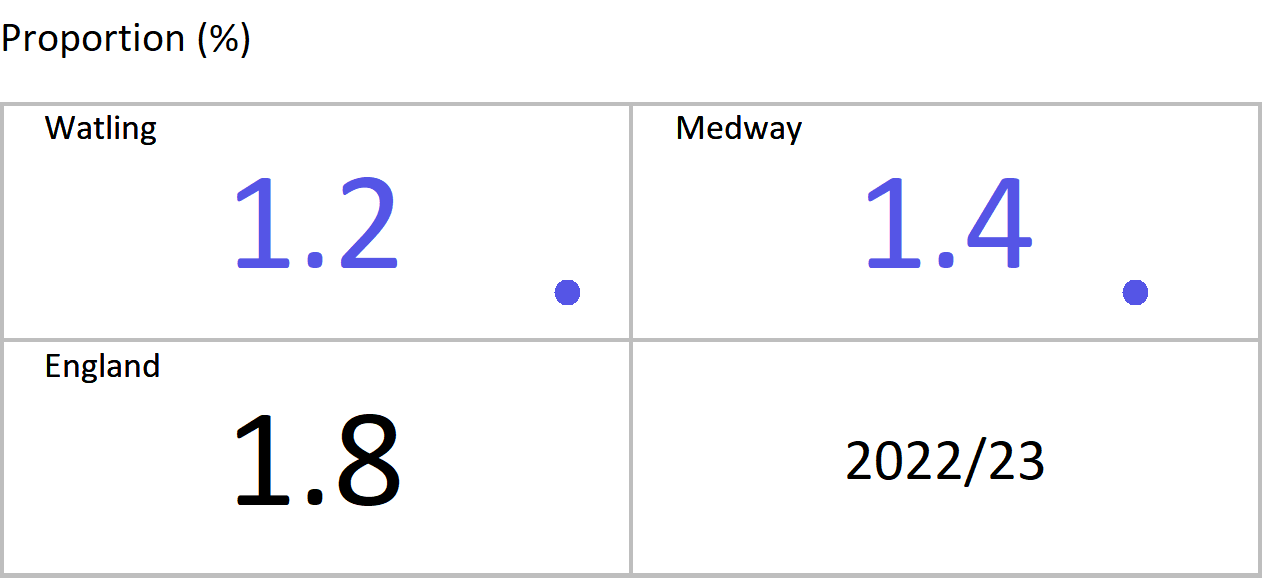 Proportion (%)
Watling
1.2
Medway
1.4
England
1.8
2022/23